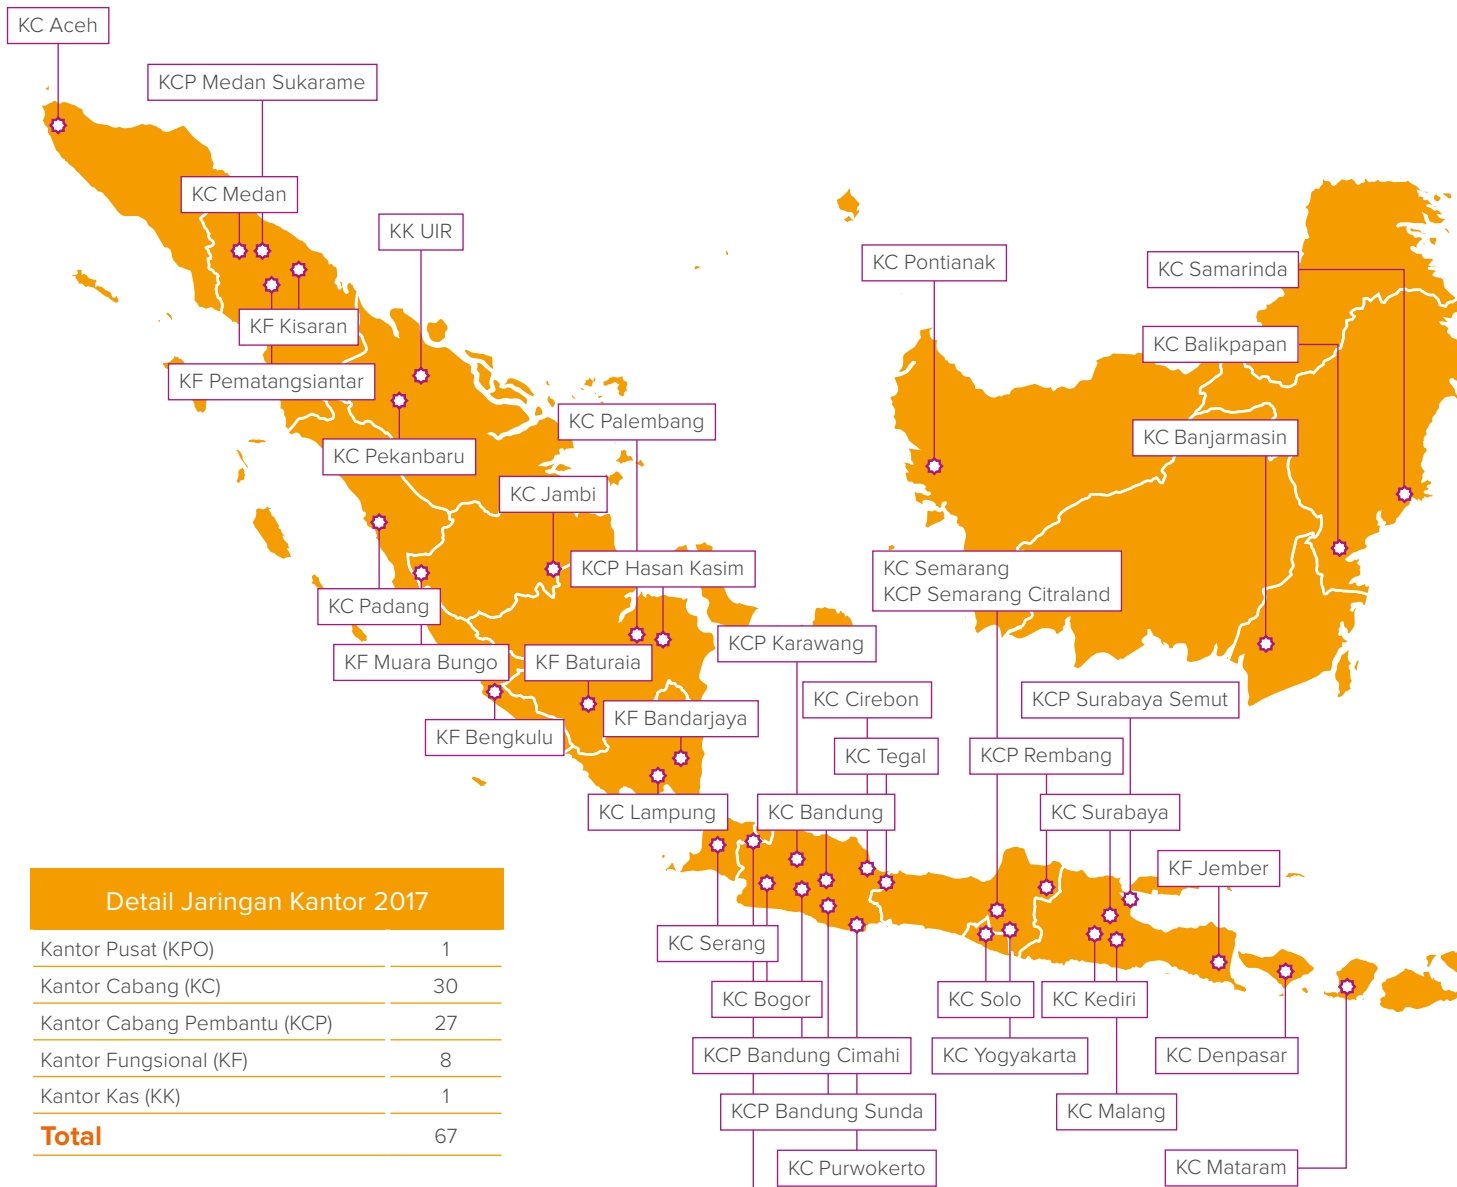 KC Aceh
KCP Medan Sukarame
KC Medan
KK UIR
KC Pontianak
KC Samarinda
KF Kisaran
KC Balikpapan
KF Pematangsiantar
KC Palembang
KC Banjarmasin
KC Pekanbaru
KC Jambi
KCP Hasan Kasim
KC Semarang
KCP Semarang Citraland
KC Padang
KCP Karawang
KF Muara Bungo
KF Baturaia
KC Cirebon
KCP Surabaya Semut
KF Bandarjaya
KF Bengkulu
KC Tegal
KCP Rembang
KC Lampung
KC Bandung
KC Surabaya
KF Jember
KC Serang
KC Bogor
KC Solo
KC Kediri
KCP Bandung Cimahi
KC Yogyakarta
KC Denpasar
KCP Bandung Sunda
KC Malang
KC Purwokerto
KC Mataram
Detail Jaringan Kantor 2017
Kantor Pusat (KPO) 1
Kantor Cabang (KC) 30
Kantor Cabang Pembantu (KCP) 27
Kantor Fungsional (KF) 8
Kantor Kas (KK) 1
Total 67